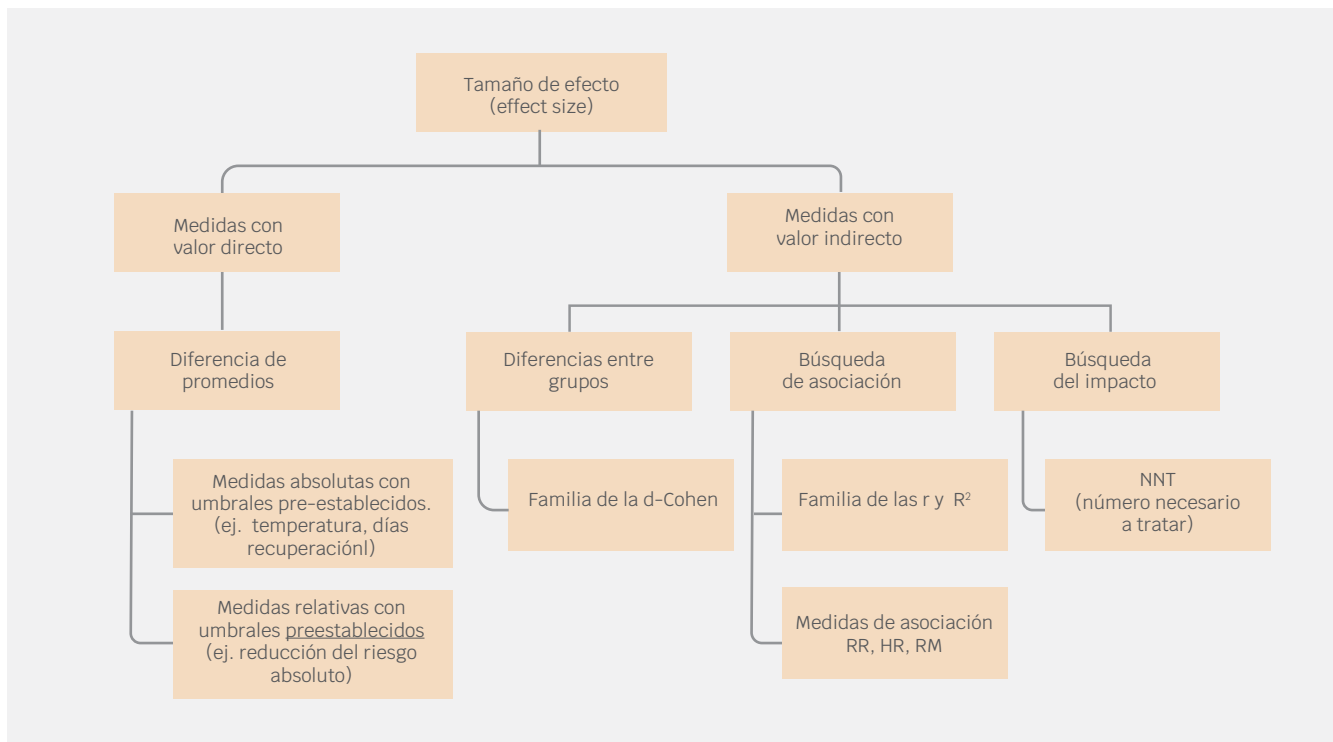 Tamaño de efecto
(effect size)
Medidas con
valor directo
Medidas con
valor indirecto
Diferencia de
promedios
Diferencias entre
grupos
Búsqueda
de asociación
Búsqueda
del impacto
Medidas absolutas con
umbrales pre-establecidos.
(ej. temperatura, días
recuperaciónl)
Familia de la d-Cohen
Familia de las r y R²
NNT
(número necesario
a tratar)
Medidas relativas con
umbrales preestablecidos
(ej. reducción del riesgo
absoluto)
Medidas de asociación
RR, HR, RM